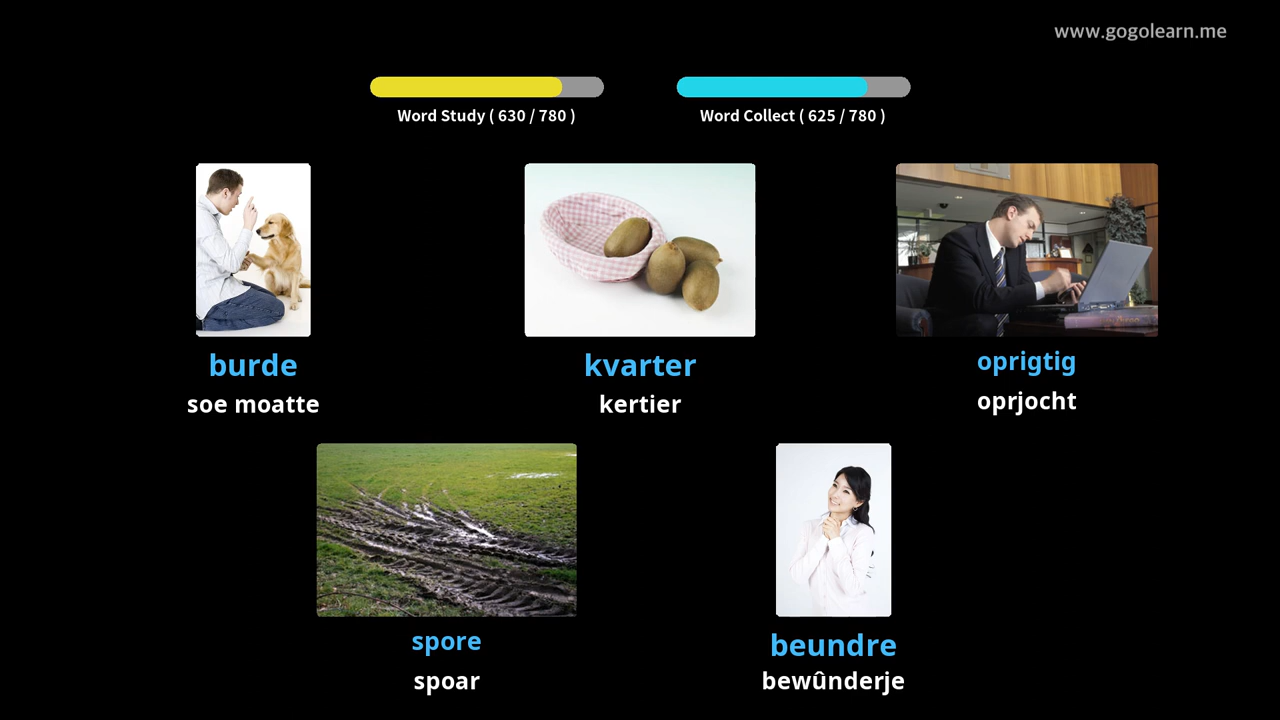 www.gogolearn.me
Word Study ( 630 / 780 )
Word Collect ( 625 / 780 )
burde
soe moatte
kvarter
kertier
oprigtig
oprjocht
spore
spoar
beundre
bewûnderje